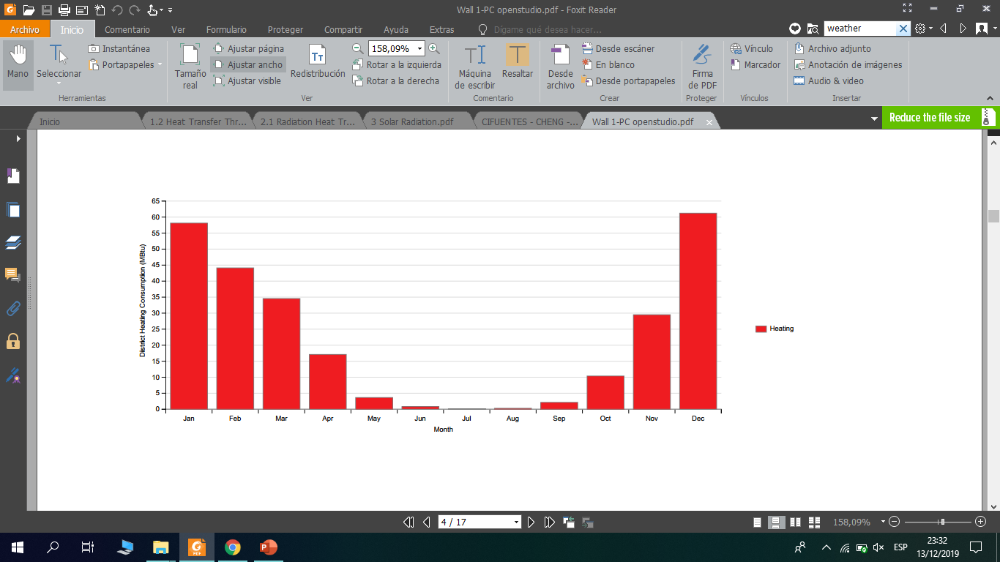 Wall 1-PC openstudio.pdf - Foxit Reader
Archivo Inicio Comentario Ver Formulario Proteger Compartir Ayuda Extras Dígame qué desea hacer... weather
Mano
Seleccionar
Instantánea
Portapapeles
Herramientas
Tamaño real
Ajustar página
Ajustar ancho
Ajustar visible
Redistribución
158,09%
Rotar a la izquierda
Rotar a la derecha
Ver
Máquina de escribir
Resaltar
Comentario
Desde archivo
Desde escáner
En blanco
Desde portapapeles
Crear
Firma de PDF
Proteger
Vínculo
Marcador
Vínculos
Archivo adjunto
Anotación de imágenes
Audio & video
Insertar
Inicio 1.2 Heat Transfer Thr... 2.1 Radiation Heat Tr... 3 Solar Radiation.pdf CIFUENTES - CHENG -... Wall 1-PC openstudio.pdf Reduce the file size
District Heating Consumption (MBtu)
65
60
55
50
45
40
35
30
25
20
15
10
5
0
Jan Feb Mar Apr May Jun Jul Aug Sep Oct Nov Dec
Month
Heating
4 / 17 158,09%
ESP 23:32
13/12/2019